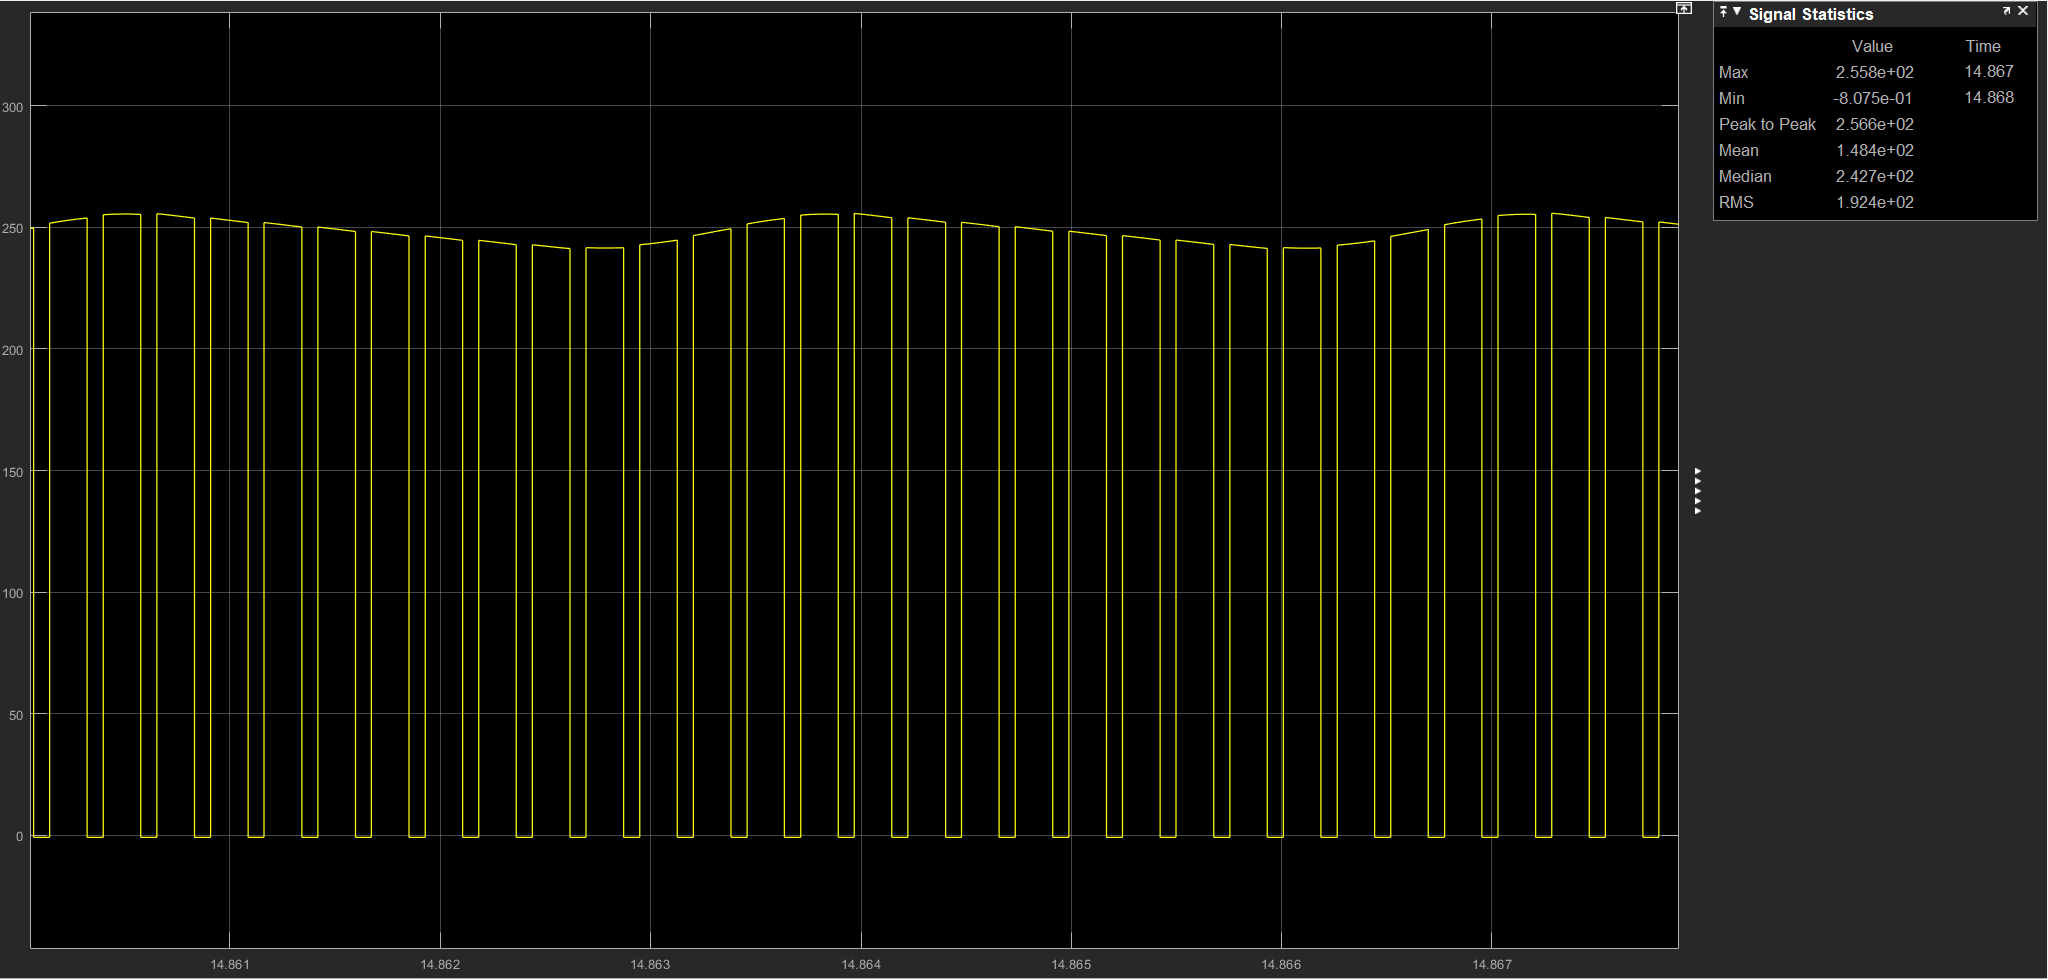 Signal Statistics
Value Time
Max 2.558e+02 14.867
Min -8.075e-01 14.868
Peak to Peak 2.566e+02
Mean 1.484e+02
Median 2.427e+02
RMS 1.924e+02
300
250
200
150
100
50
0
14.861 14.862 14.863 14.864 14.865 14.866 14.867